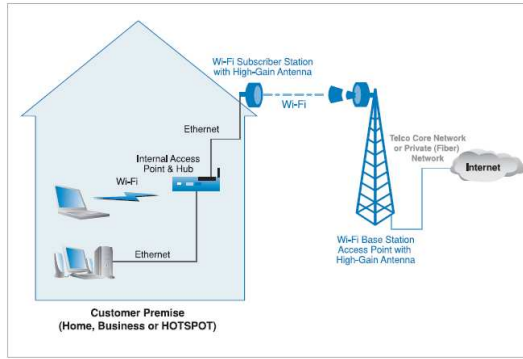 Wi-Fi Subscriber Station
with High-Gain Antenna
Wi-Fi
Ethernet
Telco Core Network
or Private (Fiber)
Network
Internet
Internal Access
Point & Hub
Wi-Fi
Wi-Fi Base Station
Access Point with
High-Gain Antenna
Ethernet
Customer Premise
(Home, Business or HOTSPOT)